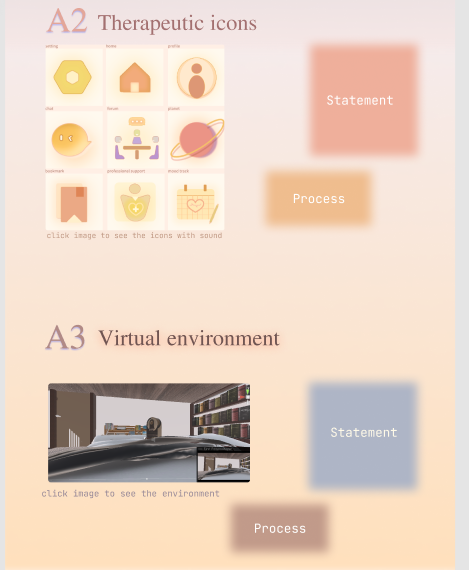 A2 Therapeutic icons
setting
home
profile
Statement
chat
forum
planet
Process
bookmark
professional support
mood track
click image to see the icons with sound
A3 Virtual environment
Statement
click image to see the environment
Process